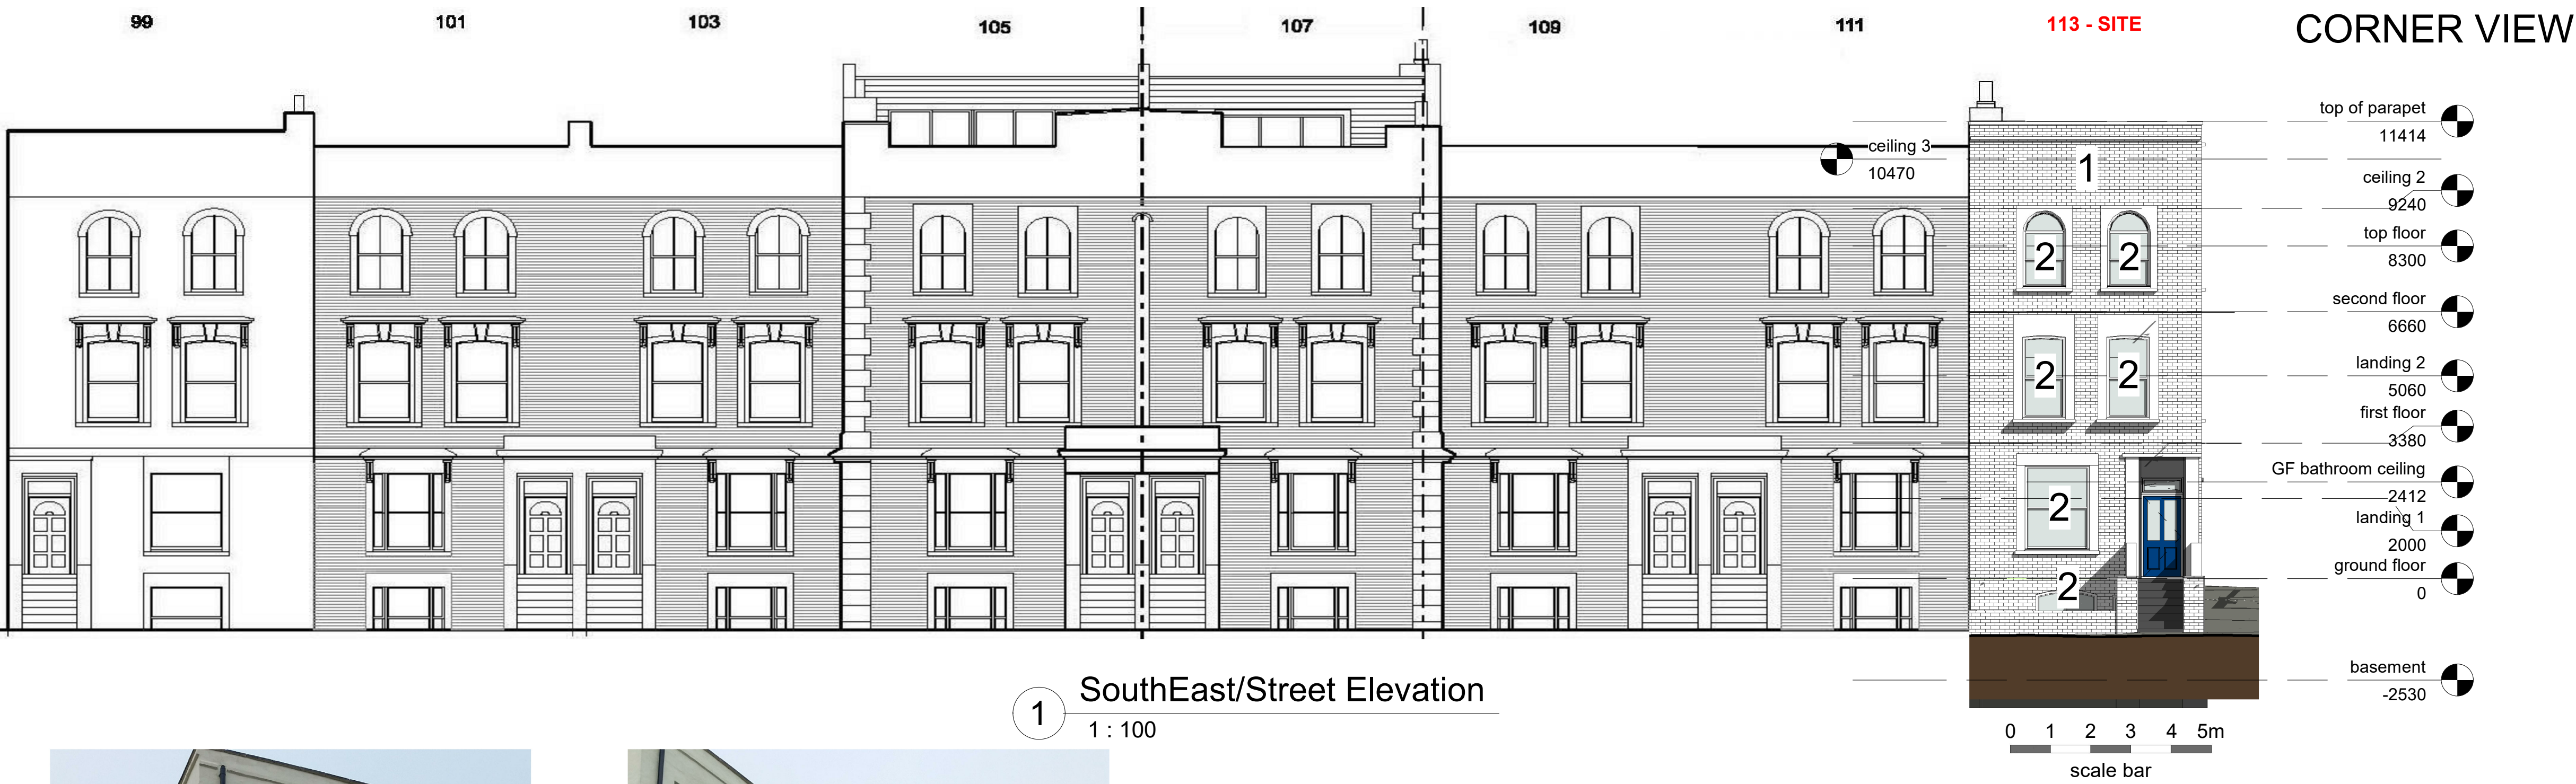 99
101
103
105
107
109
111
113 - SITE
CORNER VIEW
top of parapet
11414
ceiling 3
10470
ceiling 2
9240
top floor
8300
second floor
6660
landing 2
5060
first floor
3380
GF bathroom ceiling
2412
landing 1
2000
ground floor
0
basement
-2530
1
2
2
2
2
2
2
1
SouthEast/Street Elevation
1 : 100
0 1 2 3 4 5m
scale bar